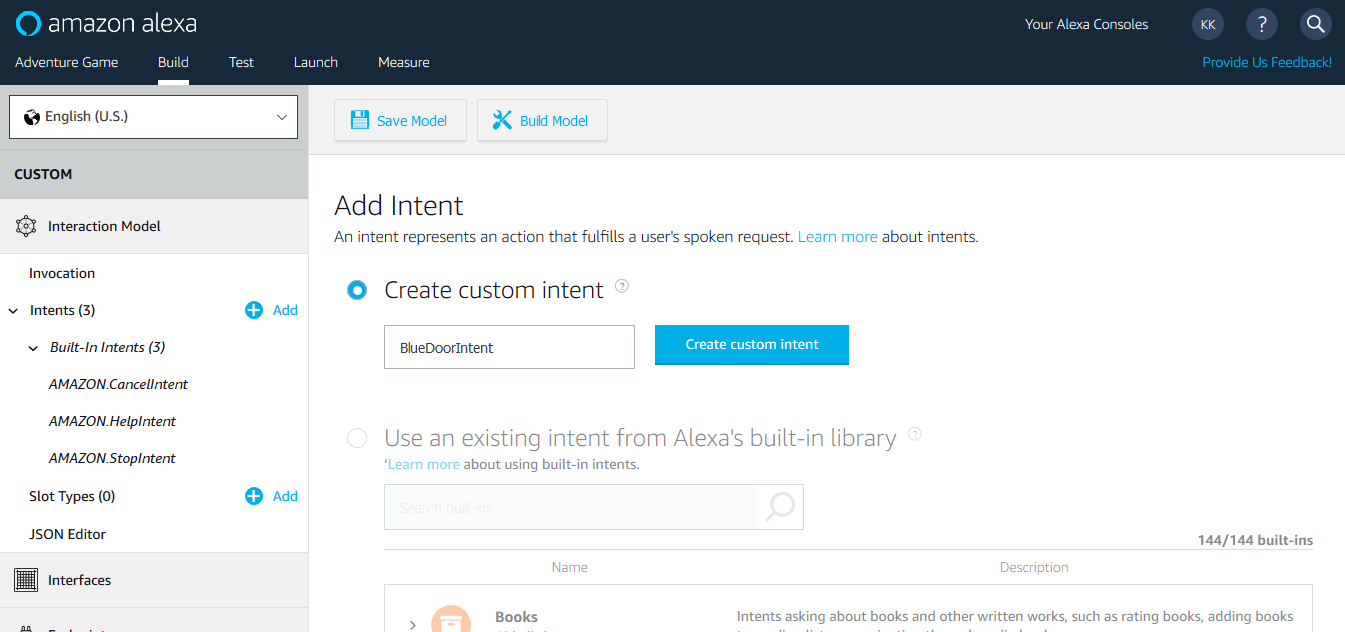 amazon alexa
Your Alexa Consoles KK ?
Adventure Game Build Test Launch Measure Provide Us Feedback!
English (U.S.)
Save Model Build Model
CUSTOM
Interaction Model
Invocation
Intents (3) Add
Built-In Intents (3)
AMAZON.CancelIntent
AMAZON.HelpIntent
AMAZON.StopIntent
Slot Types (0) Add
JSON Editor
Interfaces
Add Intent
An intent represents an action that fulfills a user's spoken request. Learn more about intents.
Create custom intent ?
BlueDoorIntent Create custom intent
Use an existing intent from Alexa's built-in library ?
‘Learn more about using built-in intents.
Search built-ins
144/144 built-ins
Name Description
Books Intents asking about books and other written works, such as rating books, adding books